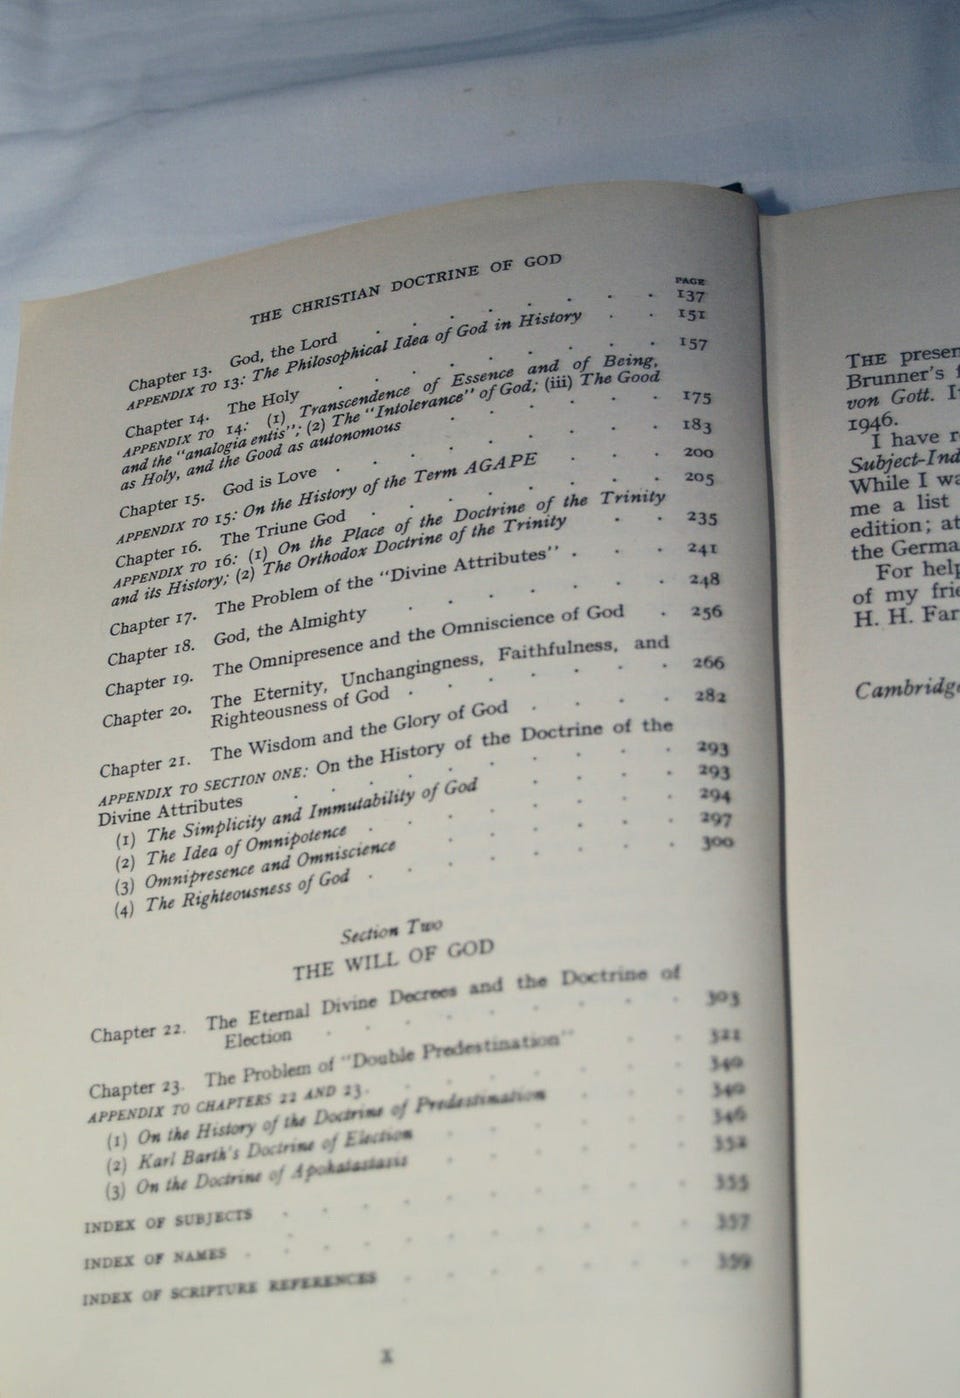 THE CHRISTIAN DOCTRINE OF GOD
PAGE
Chapter 13. God, the Lord . . . . . . . 137
APPENDIX TO 13: The Philosophical Idea of God in History . . 151
Chapter 14. The Holy . . . . . . . . 157
APPENDIX TO 14: (1) Transcendence of Essence and of Being,
and the "analogia entis"; (2) The "Intolerance" of God; (iii) The Good
as Holy, and the Good as autonomous . . . . . . 175
Chapter 15. God is Love . . . . . . . . 183
APPENDIX TO 15: On the History of the Term AGAPE . . . 200
Chapter 16. The Triune God . . . . . . . 205
APPENDIX TO 16: (1) On the Place of the Doctrine of the Trinity
and its History; (2) The Orthodox Doctrine of the Trinity . . 235
Chapter 17. The Problem of the "Divine Attributes" . . . 241
Chapter 18. God, the Almighty . . . . . . 248
Chapter 19. The Omnipresence and the Omniscience of God . 256
Chapter 20. The Eternity, Unchangingness, Faithfulness, and
Righteousness of God . . . . . . 266
Chapter 21. The Wisdom and the Glory of God . . . . 282
APPENDIX TO SECTION ONE: On the History of the Doctrine of the
Divine Attributes . . . . . . . . 293
(1) The Simplicity and Immutability of God . . . . 293
(2) The Idea of Omnipotence . . . . . . . 294
(3) Omnipresence and Omniscience . . . . . . 297
(4) The Righteousness of God . . . . . . . 300
Section Two
THE WILL OF GOD
Chapter 22. The Eternal Divine Decrees and the Doctrine of
Election . . . . . . . . 303
Chapter 23. The Problem of "Double Predestination" . . 321
APPENDIX TO CHAPTERS 22 AND 23 . . . . . . . 340
(1) On the History of the Doctrine of Predestination . . . 340
(2) Karl Barth's Doctrine of Election . . . . . . 346
(3) On the Doctrine of Apokatastasis . . . . . . 352
INDEX OF SUBJECTS . . . . . . . . . . 355
INDEX OF NAMES . . . . . . . . . . . 357
INDEX OF SCRIPTURE REFERENCES . . . . . . . 359
X
THE presen
Brunner's
von Gott. I
1946.
I have r
Subject-Ind
While I wa
me a list
edition; at
the Germa
For help
of my frie
H. H. Far
Cambridge